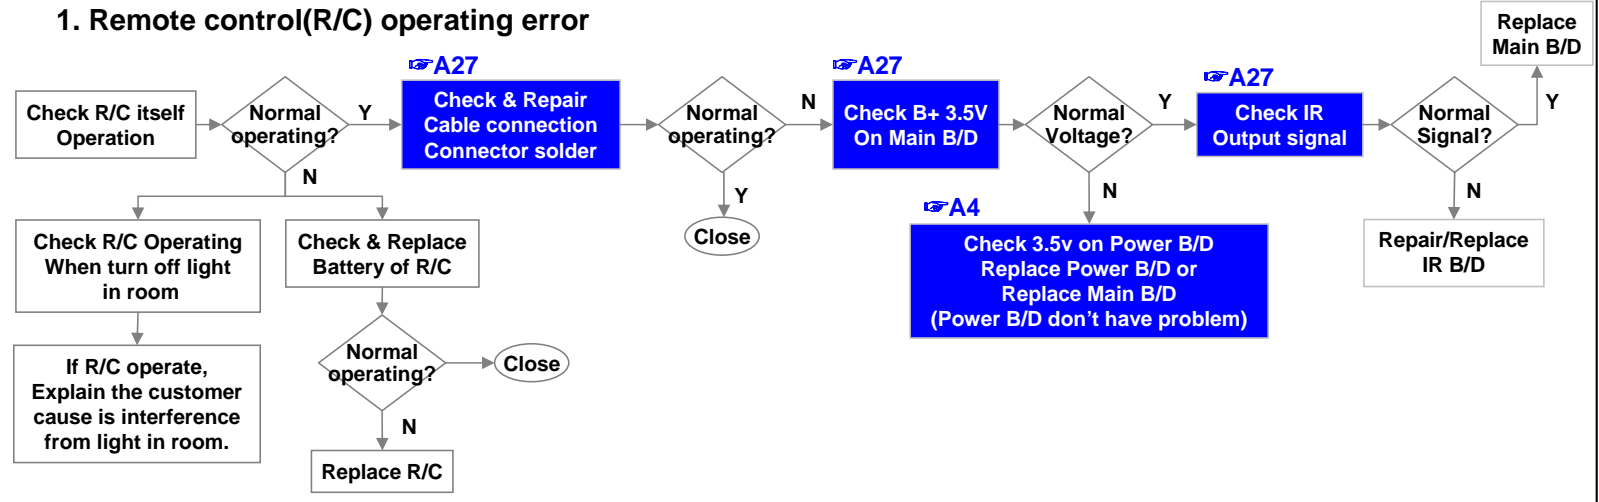 1. Remote control(R/C) operating error
Replace
Main B/D
☞A27
☞A27
☞A27
Check R/C itself
Operation
Normal
operating?
Y
Check & Repair
Cable connection
Connector solder
Normal
operating?
N
Check B+ 3.5V
On Main B/D
Normal
Voltage?
Y
Check IR
Output signal
Normal
Signal?
Y
N
Y
N
N
Close
☞A4
Check R/C Operating
When turn off light
in room
Check & Replace
Battery of R/C
Check 3.5v on Power B/D
Replace Power B/D or
Replace Main B/D
(Power B/D don’t have problem)
Repair/Replace
IR B/D
If R/C operate,
Explain the customer
cause is interference
from light in room.
Normal
operating?
Close
N
Replace R/C